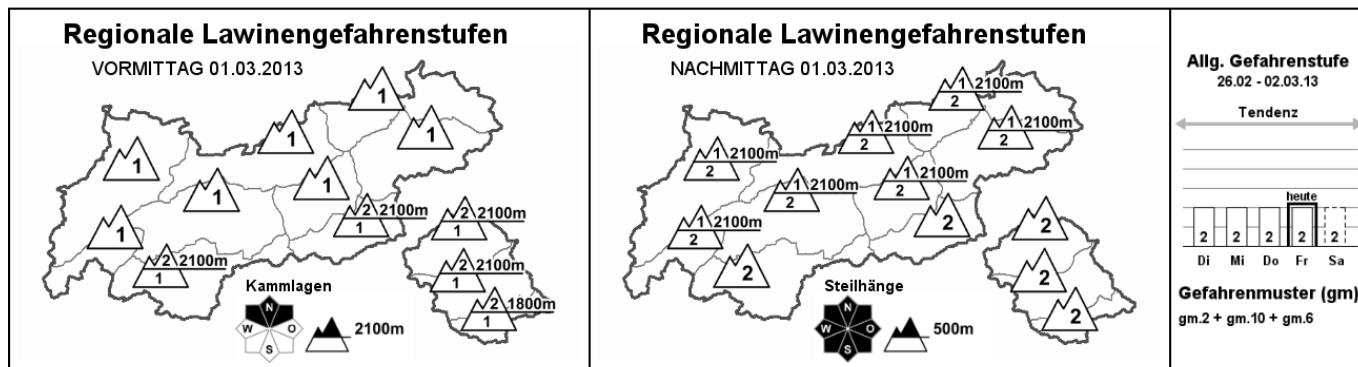 Regionale Lawinengefahrenstufen
VORMITTAG 01.03.2013
1
1
1
1
1
1
1
2 2100m
1
2 2100m
1
2 2100m
1
2 2100m
1
2 1800m
1
Kammlagen
N
W O
S
2100m
Regionale Lawinengefahrenstufen
NACHMITTAG 01.03.2013
1 2100m
2
1 2100m
2
1 2100m
2
1 2100m
2
1 2100m
2
1 2100m
2
1 2100m
2
2
2
2
2
2
Steilhänge
N
W O
S
500m
Allg. Gefahrenstufe
26.02 - 02.03.13
Tendenz
heute
2 2 2 2 2
Di Mi Do Fr Sa
Gefahrenmuster (gm)
gm.2 + gm.10 + gm.6